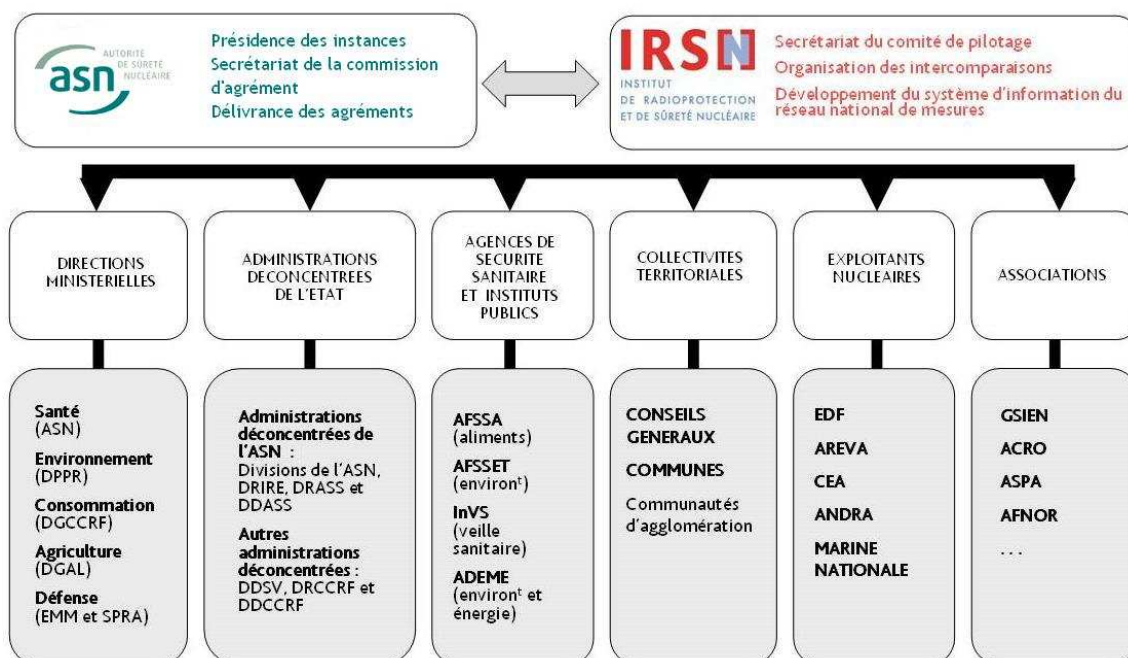 AUTORITÉ
DE SÛRETÉ
NUCLÉAIRE
asn
Présidence des instances
Secrétariat de la commission
d'agrément
Délivrance des agréments
IRSN
INSTITUT
DE RADIOPROTECTION
ET DE SÛRETÉ NUCLÉAIRE
Secrétariat du comité de pilotage
Organisation des intercomparaisons
Développement du système d'information du
réseau national de mesures
DIRECTIONS
MINISTERIELLES
ADMINISTRATIONS
DECONCENTREES
DE L'ETAT
AGENCES DE
SECURITE
SANITAIRE
ET INSTITUTS
PUBLICS
COLLECTIVITES
TERRITORIALES
EXPLOITANTS
NUCLEAIRES
ASSOCIATIONS
Santé
(ASN)
Environnement
(DPPR)
Consommation
(DGCCRF)
Agriculture
(DGAL)
Défense
(EMM et SPRA)
Administrations
déconcentrées de
l'ASN :
Divisions de l'ASN,
DRIRE, DRASS et
DDASS
Autres
administrations
déconcentrées :
DDSV, DRCCRF et
DDCCRF
AFSSA
(aliments)
AFSSET
(environᵗ)
InVS
(veille
sanitaire)
ADEME
(environᵗ et
énergie)
CONSEILS
GENERAUX
COMMUNES
Communautés
d'agglomération
EDF
AREVA
CEA
ANDRA
MARINE
NATIONALE
GSIEN
ACRO
ASPA
AFNOR
...